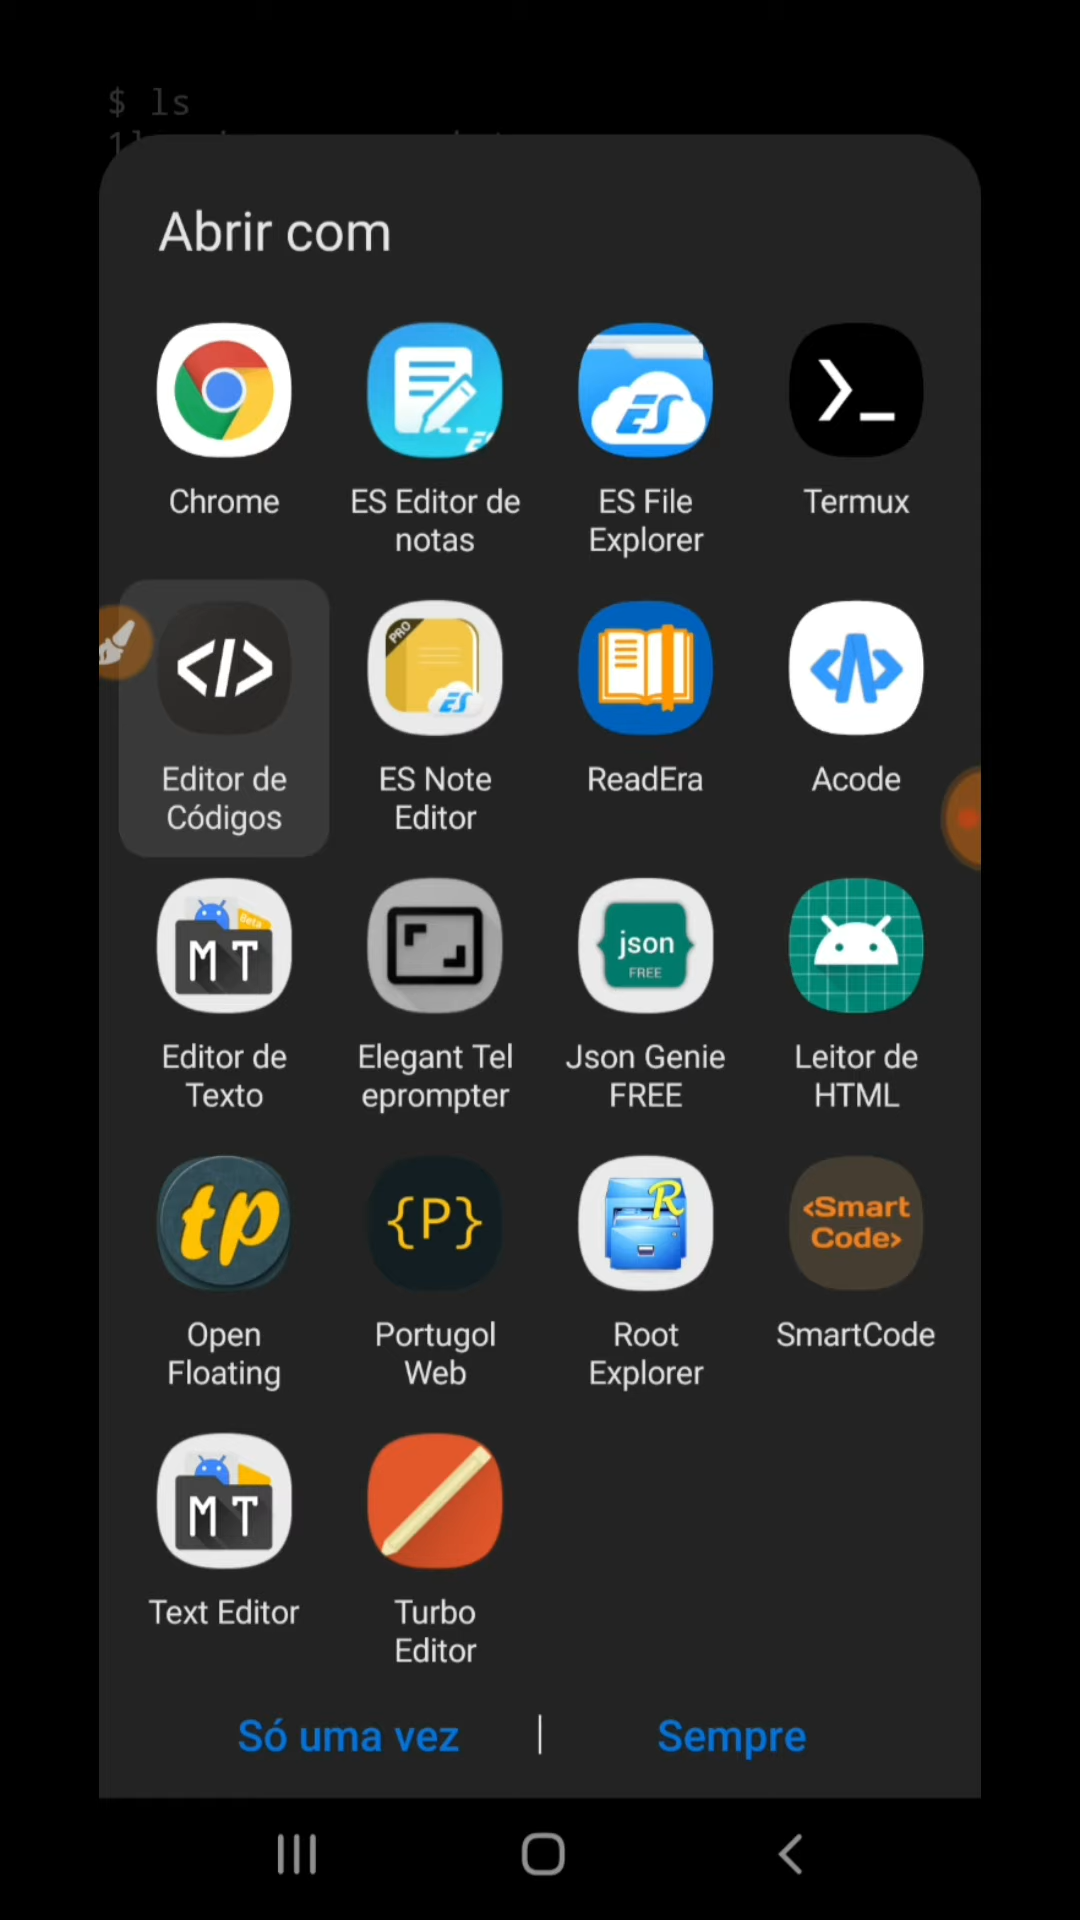 $ ls
Abrir com
Chrome
ES Editor de
notas
ES File
Explorer
Termux
Editor de
Códigos
PRO
ES Note
Editor
ReadEra
Acode
Beta
M T
Editor de
Texto
Elegant Tel
eprompter
json
FREE
Json Genie
FREE
Leitor de
HTML
tp
Open
Floating
{P}
Portugol
Web
R
Root
Explorer
<Smart
Code>
SmartCode
M T
Text Editor
Turbo
Editor
Só uma vez
Sempre